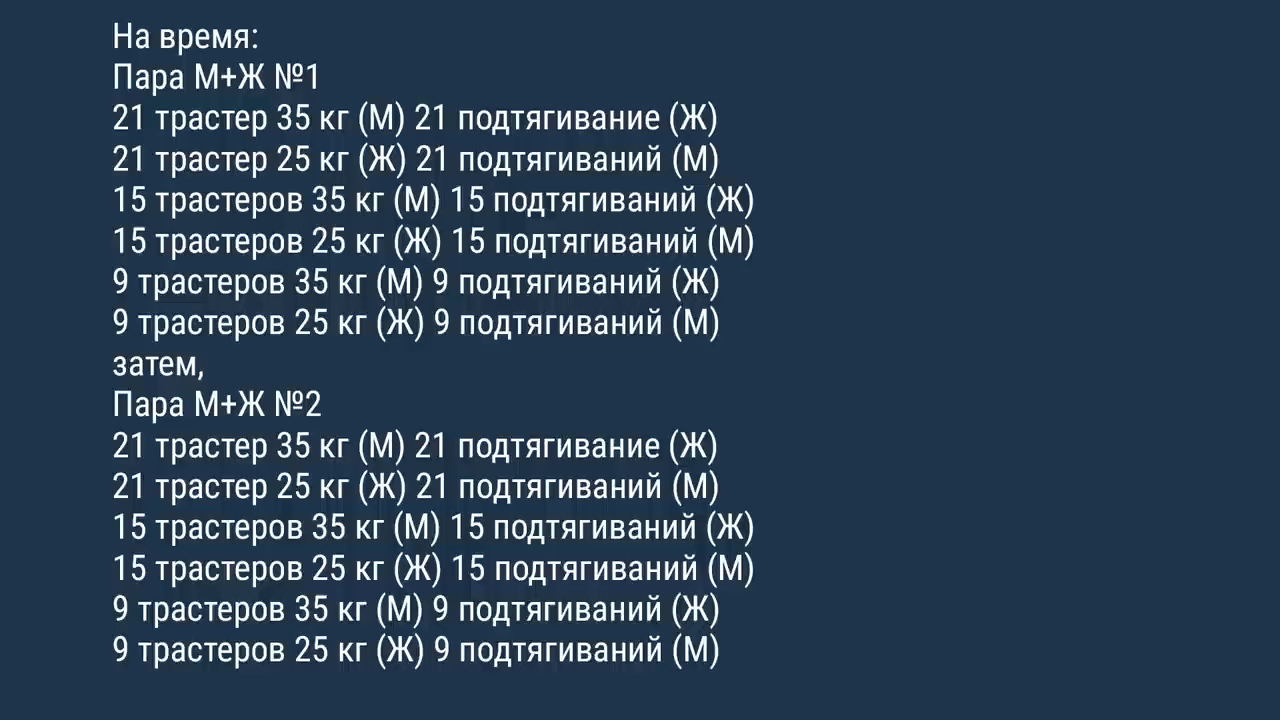 На время:
Пара М+Ж №1
21 трастер 35 кг (М) 21 подтягивание (Ж)
21 трастер 25 кг (Ж) 21 подтягиваний (М)
15 трастеров 35 кг (М) 15 подтягиваний (Ж)
15 трастеров 25 кг (Ж) 15 подтягиваний (М)
9 трастеров 35 кг (М) 9 подтягиваний (Ж)
9 трастеров 25 кг (Ж) 9 подтягиваний (М)
затем,
Пара М+Ж №2
21 трастер 35 кг (М) 21 подтягивание (Ж)
21 трастер 25 кг (Ж) 21 подтягиваний (М)
15 трастеров 35 кг (М) 15 подтягиваний (Ж)
15 трастеров 25 кг (Ж) 15 подтягиваний (М)
9 трастеров 35 кг (М) 9 подтягиваний (Ж)
9 трастеров 25 кг (Ж) 9 подтягиваний (М)